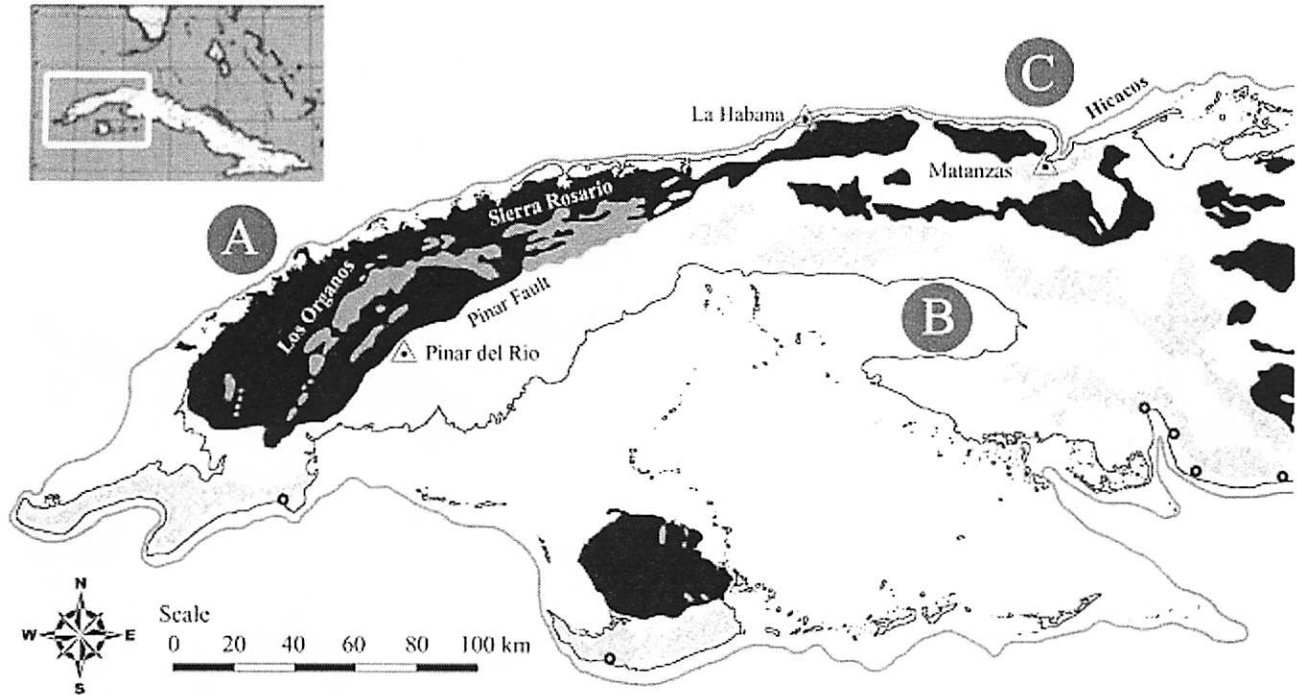 C
Hicacos
La Habana
Matanzas
A
Sierra Rosario
Los Organos
Pinar Fault
B
Pinar del Rio
N
W E
S
Scale
0 20 40 60 80 100 km